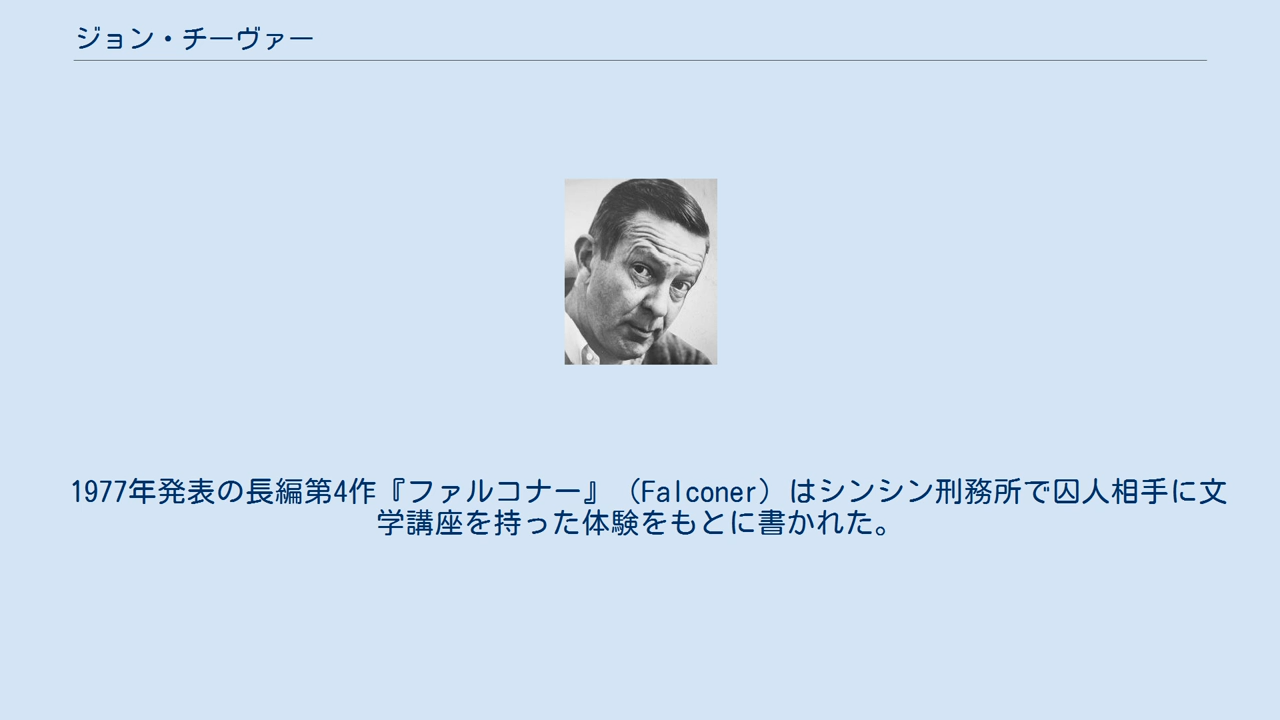 ジョン・チーヴァー
1977年発表の長編第4作『ファルコナー』（Falconer）はシンシン刑務所で囚人相手に文
学講座を持った体験をもとに書かれた。